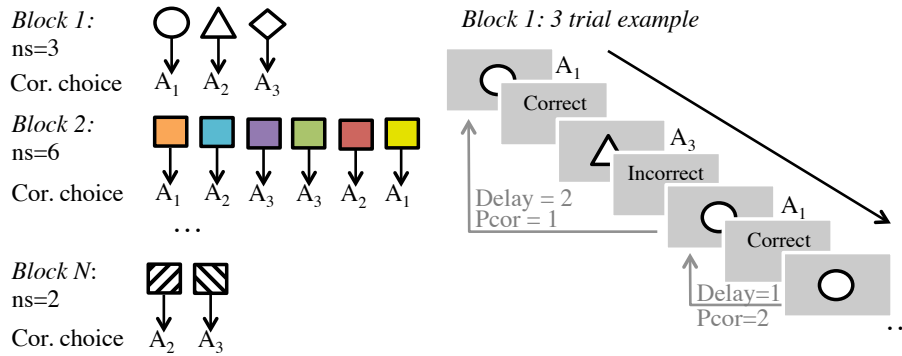 Block 1:
ns=3
Cor. choice A₁ A₂ A₃
Block 2:
ns=6
Cor. choice A₁ A₂ A₃ A₃ A₂ A₁
...
Block N:
ns=2
Cor. choice A₂ A₃
Block 1: 3 trial example
A₁
Correct
A₃
Incorrect
Delay = 2
Pcor = 1
A₁
Correct
Delay=1
Pcor=2
..